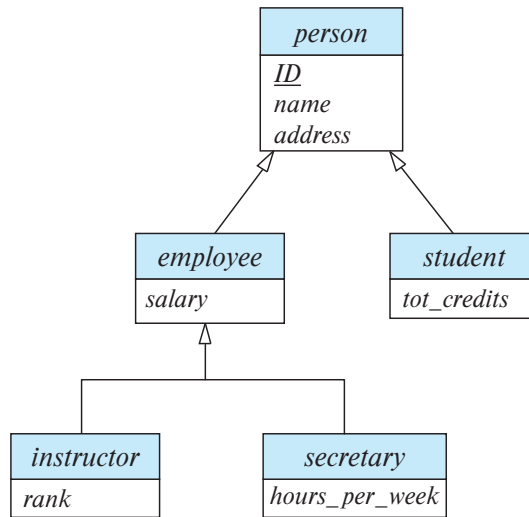 person
ID
name
address
employee
salary
student
tot_credits
instructor
rank
secretary
hours_per_week